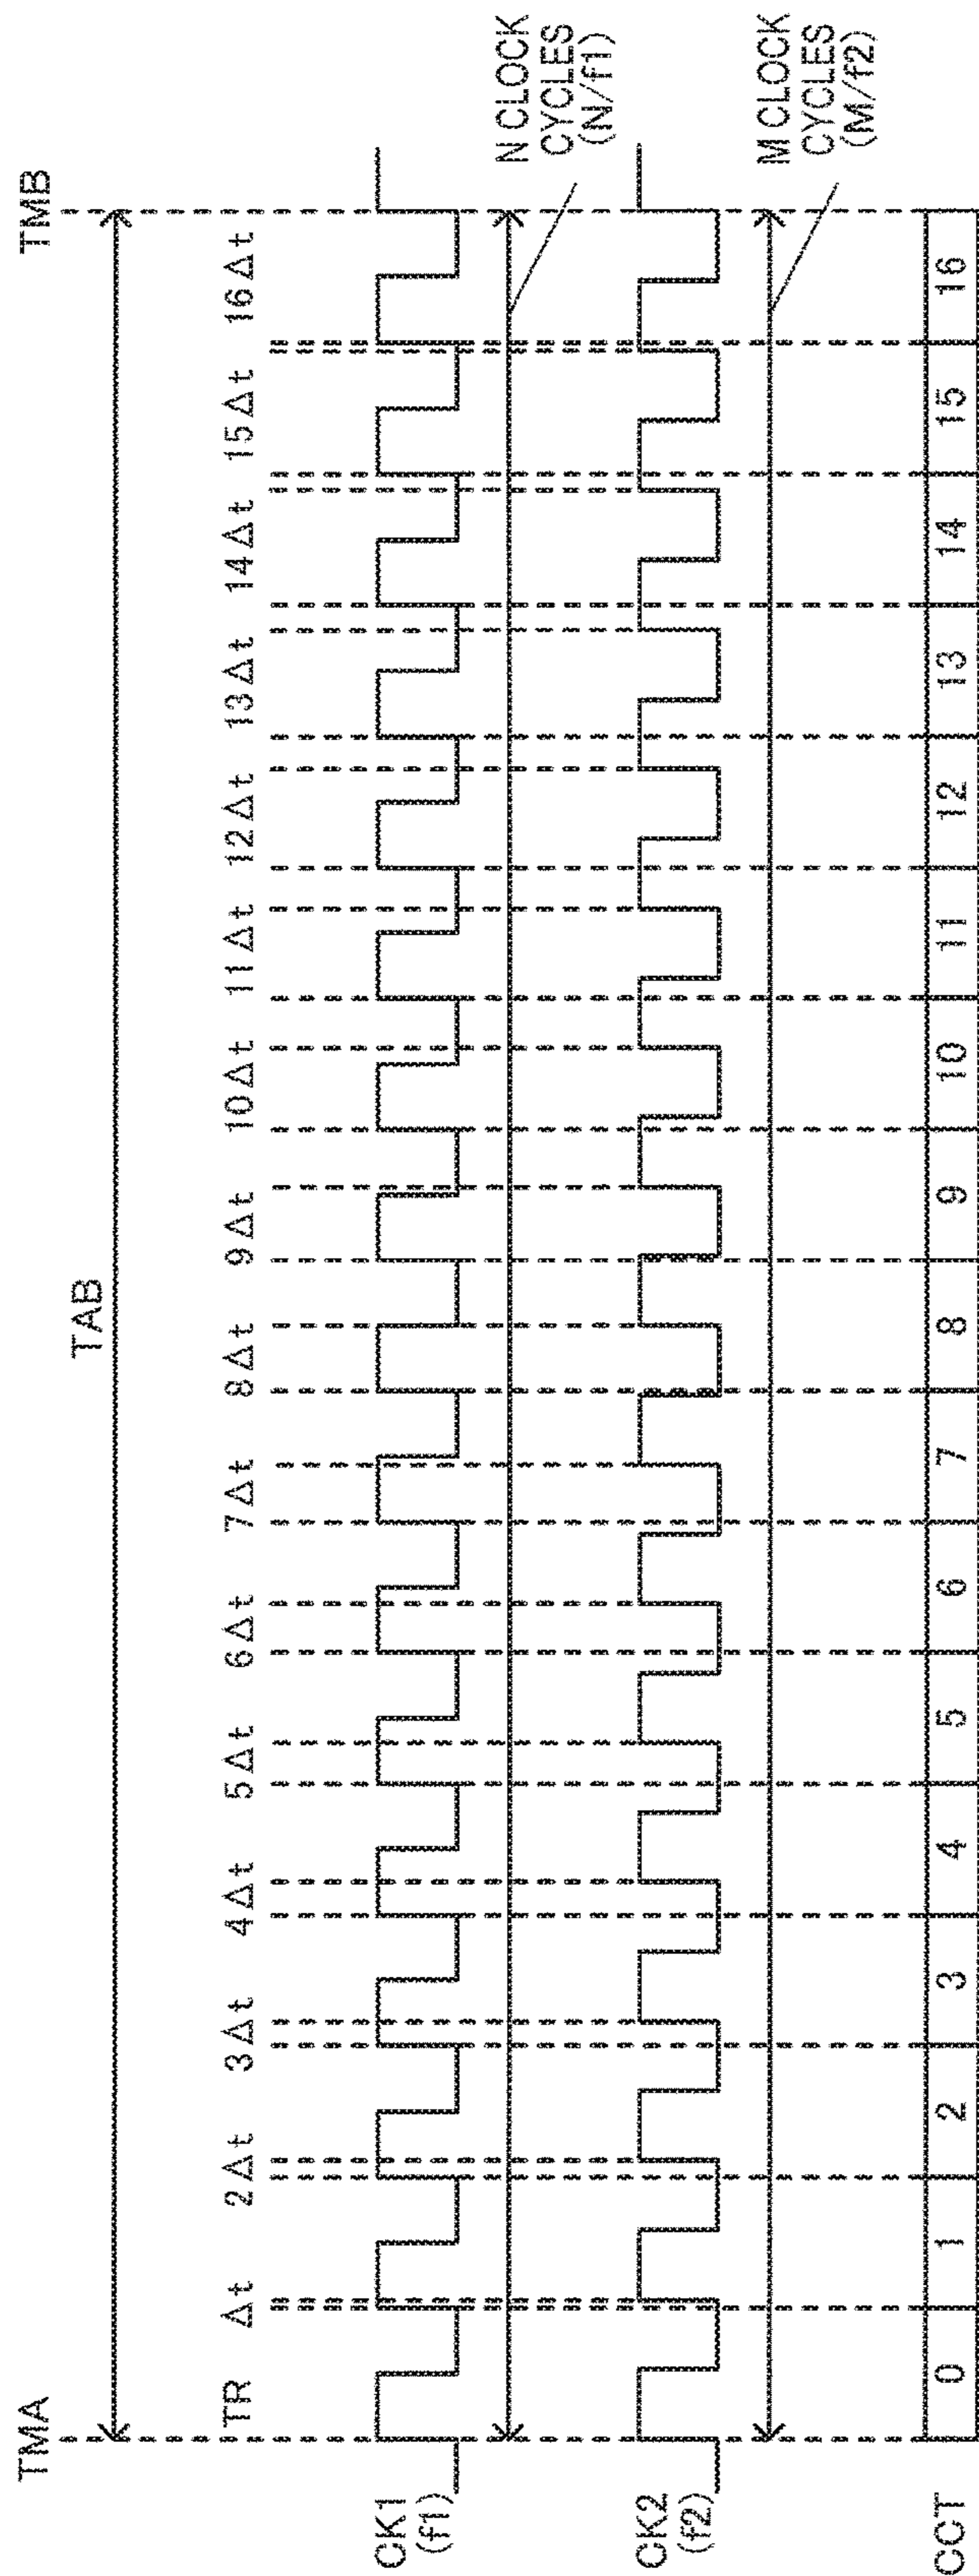 TMA
TMB
TAB
TR
Δt
2Δt
3Δt
4Δt
5Δt
6Δt
7Δt
8Δt
9Δt
10Δt
11Δt
12Δt
13Δt
14Δt
15Δt
16Δt
CK1
(f1)
N CLOCK
CYCLES
(N/f1)
CK2
(f2)
M CLOCK
CYCLES
(M/f2)
CCT
0
1
2
3
4
5
6
7
8
9
10
11
12
13
14
15
16